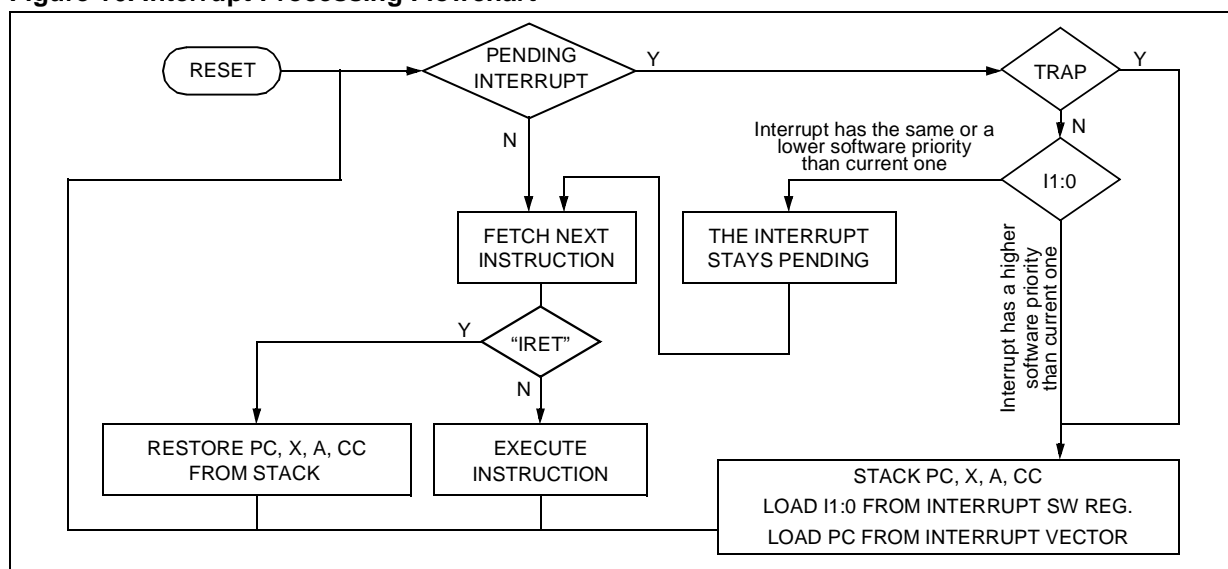 Interrupt Processing Flowchart
RESET
PENDING
INTERRUPT
Y
TRAP
Y
N
N
Interrupt has the same or a
lower software priority
than current one
I1:0
FETCH NEXT
INSTRUCTION
THE INTERRUPT
STAYS PENDING
Interrupt has a higher
software priority
than current one
Y
“IRET”
N
RESTORE PC, X, A, CC
FROM STACK
EXECUTE
INSTRUCTION
STACK PC, X, A, CC
LOAD I1:0 FROM INTERRUPT SW REG.
LOAD PC FROM INTERRUPT VECTOR